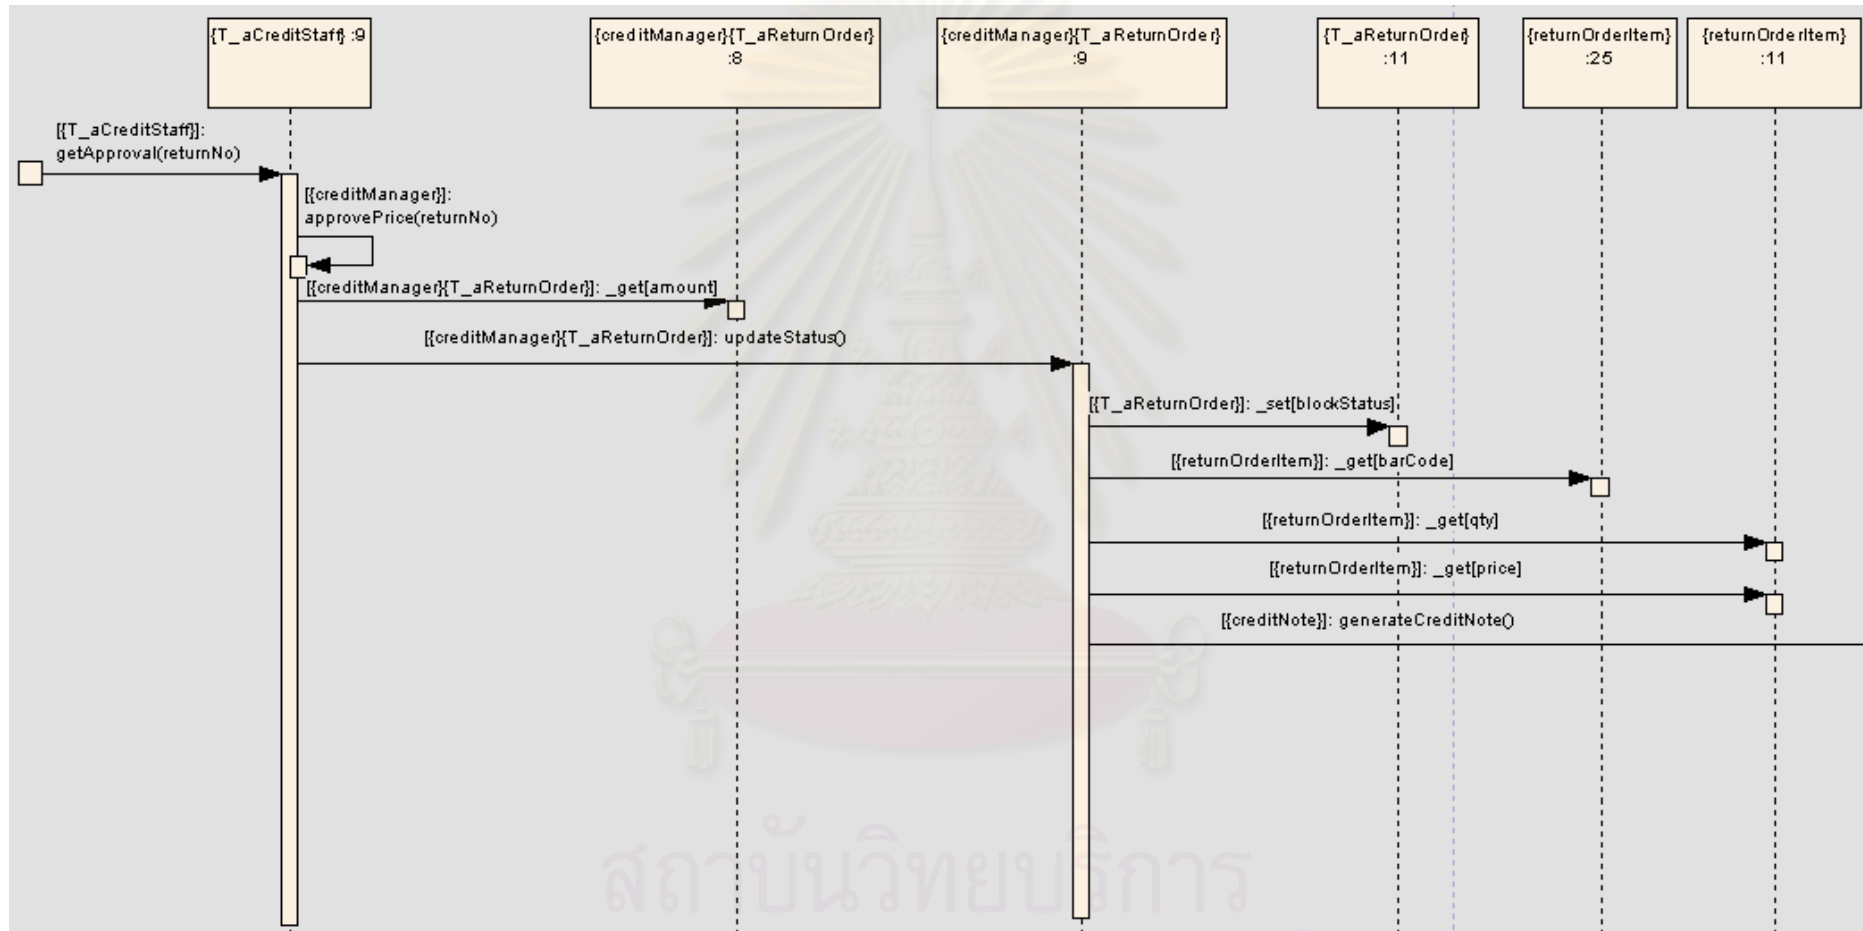 {T_aCreditStaff} :9
{creditManager}{T_aReturnOrder}
:8
{creditManager}{T_aReturnOrder}
:9
{T_aReturnOrder}
:11
{returnOrderItem}
:25
{returnOrderItem}
:11
[{T_aCreditStaff}]:
getApproval(returnNo)
[{creditManager}]:
approvePrice(returnNo)
[{creditManager}{T_aReturnOrder}]: _get[amount]
[{creditManager}{T_aReturnOrder}]: updateStatus()
[{T_aReturnOrder}]: _set[blockStatus]
[{returnOrderItem}]: _get[barCode]
[{returnOrderItem}]: _get[qty]
[{returnOrderItem}]: _get[price]
[{creditNote}]: generateCreditNote()
สถาบันวิทยบริการ